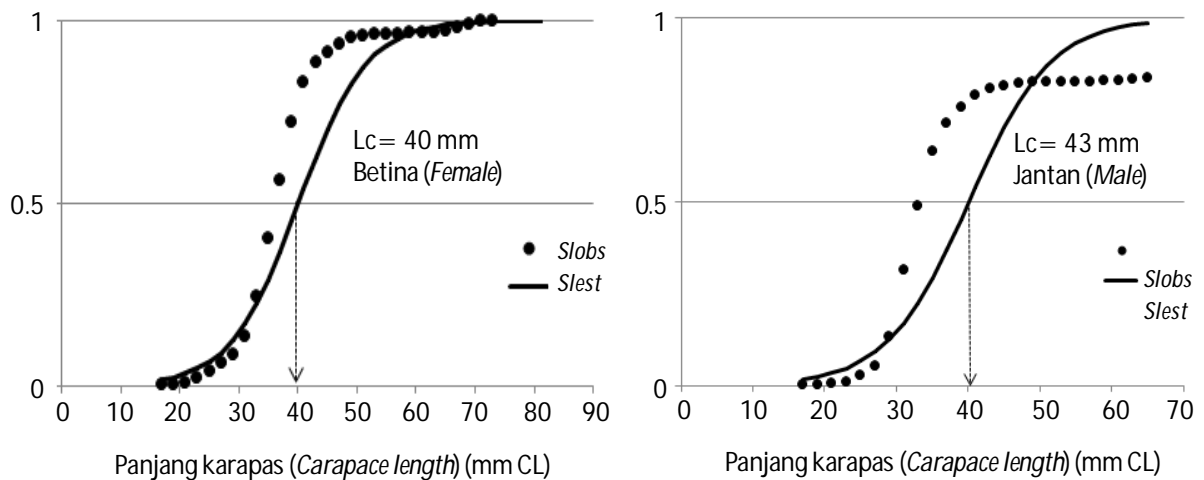 1
0.5
0
0 10 20 30 40 50 60 70 80 90
Lc= 40 mm
Betina (Female)
Slobs
Slest
Panjang karapas (Carapace length) (mm CL)
1
0.5
0
0 10 20 30 40 50 60 70
Lc= 43 mm
Jantan (Male)
Slobs
Slest
Panjang karapas (Carapace length) (mm CL)